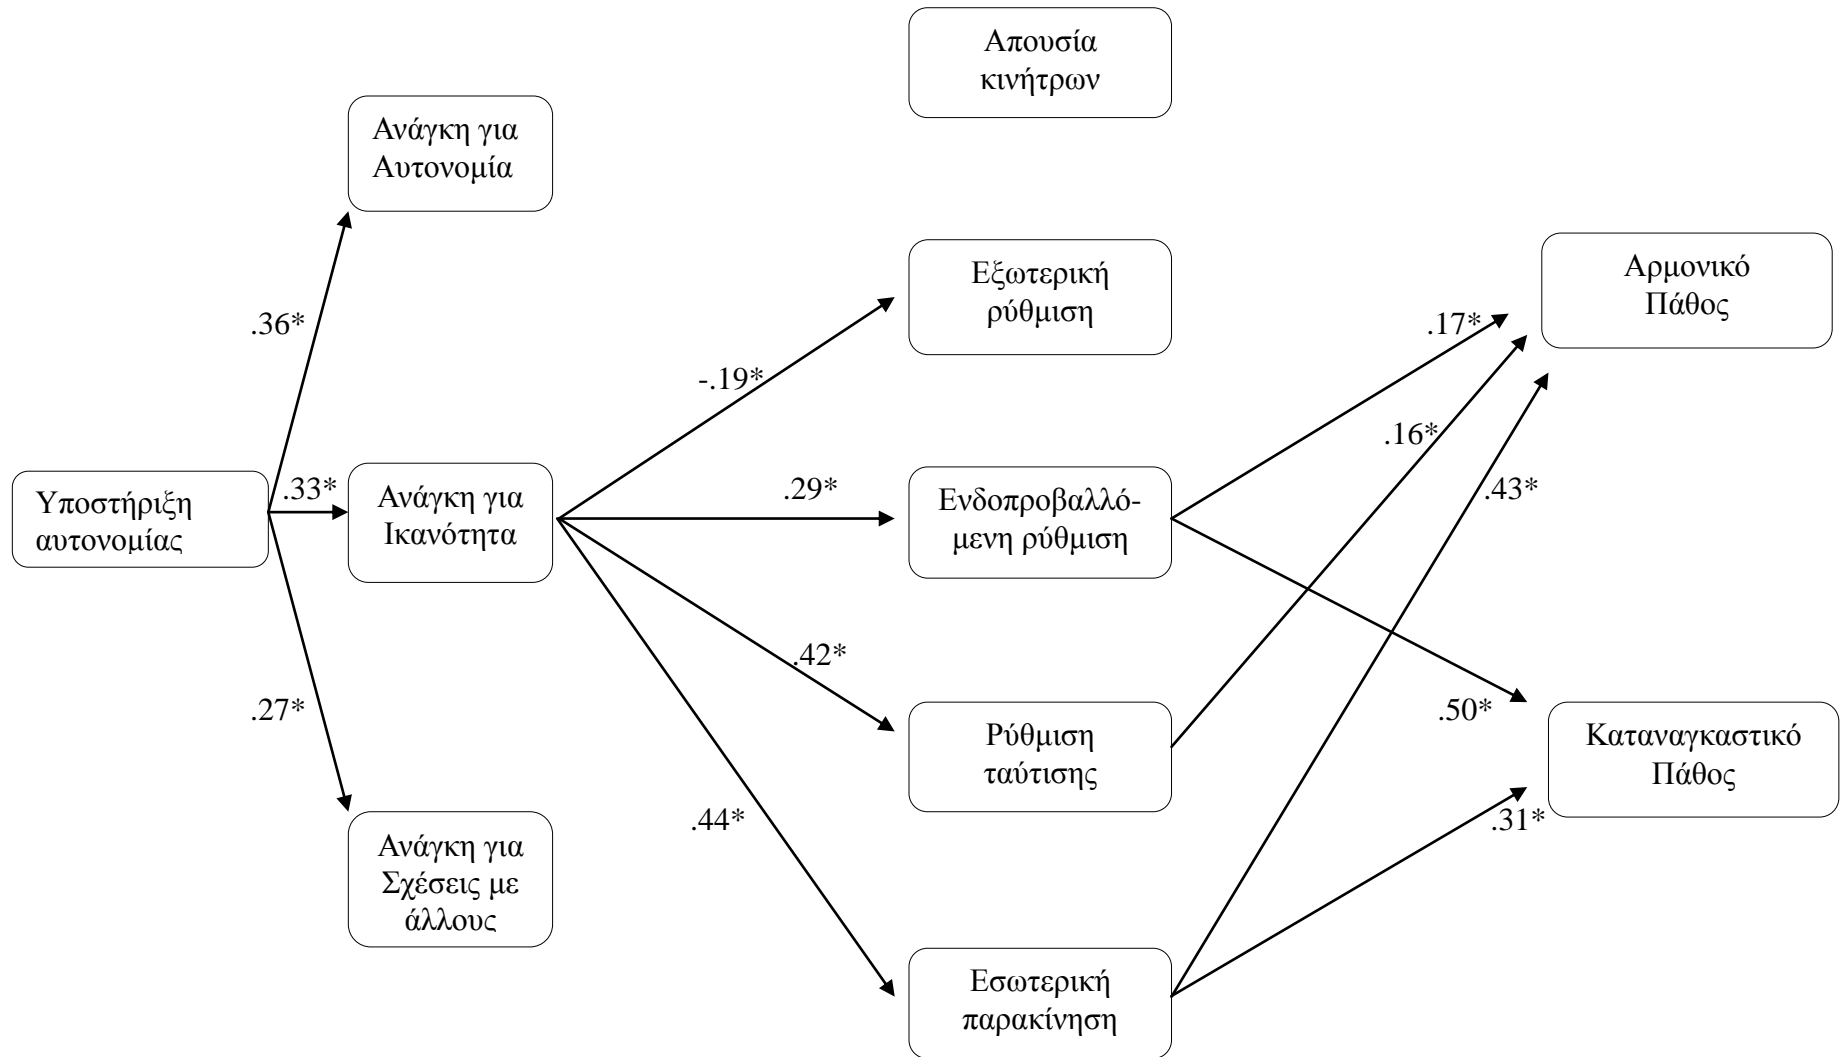 Απουσία
κινήτρων
Ανάγκη για
Αυτονομία
Εξωτερική
ρύθμιση
Αρμονικό
Πάθος
.36*
.17*
-.19*
.16*
Υποστήριξη
αυτονομίας
.33*
Ανάγκη για
Ικανότητα
.29*
Ενδοπροβαλλό-
μενη ρύθμιση
.43*
.42*
.27*
.50*
Ρύθμιση
ταύτισης
Καταναγκαστικό
Πάθος
.44*
.31*
Ανάγκη για
Σχέσεις με
άλλους
Εσωτερική
παρακίνηση